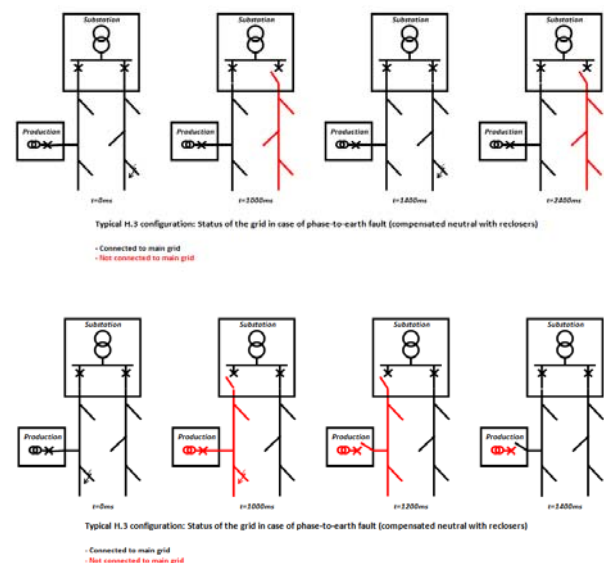 Substation Substation Substation Substation
Production Production Production Production
t=0ms t=1000ms t=1400ms t=2400ms
Typical H.3 configuration: Status of the grid in case of phase-to-earth fault (compensated neutral with reclosers)
- Connected to main grid
- Not connected to main grid
Substation Substation Substation Substation
Production Production Production Production
t=0ms t=1000ms t=1200ms t=1400ms
Typical H.3 configuration: Status of the grid in case of phase-to-earth fault (compensated neutral with reclosers)
- Connected to main grid
- Not connected to main grid